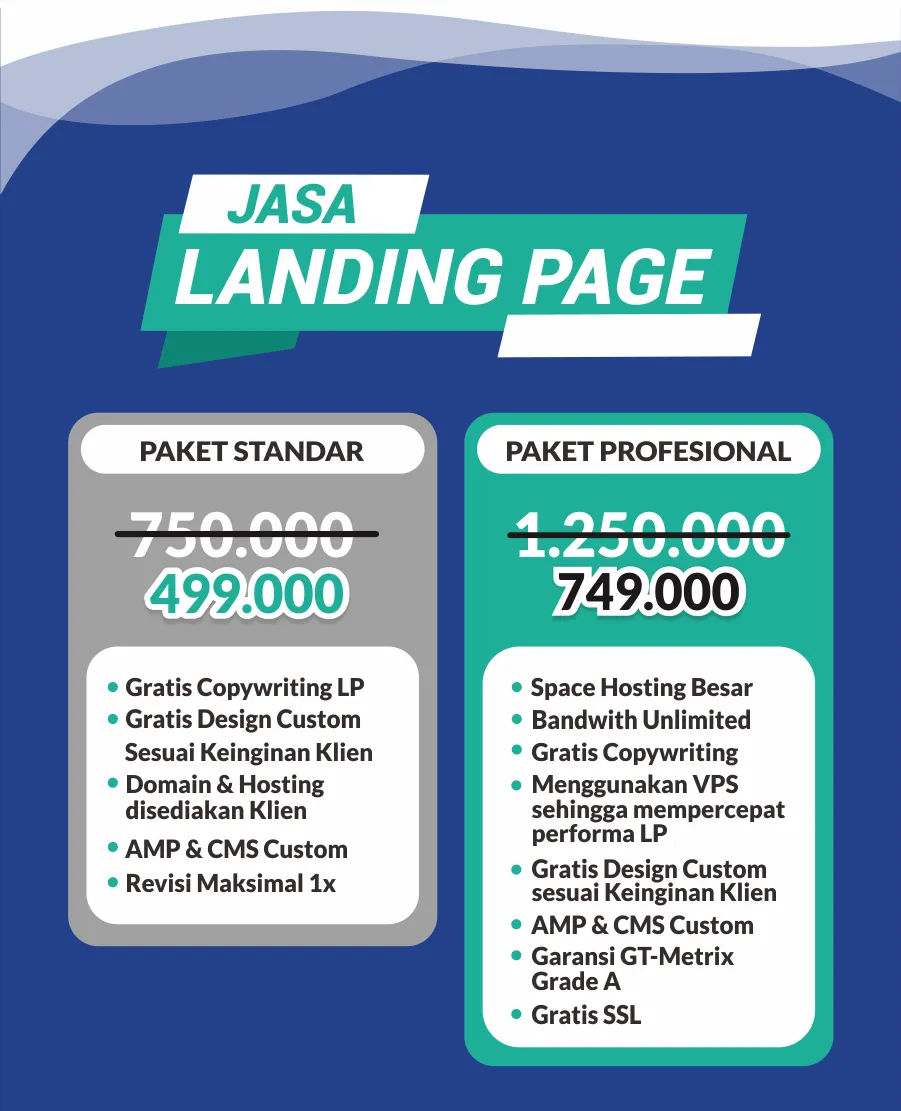 JASA
LANDING PAGE
PAKET STANDAR
750.000
499.000
• Gratis Copywriting LP
• Gratis Design Custom
Sesuai Keinginan Klien
• Domain & Hosting
disediakan Klien
• AMP & CMS Custom
• Revisi Maksimal 1x
PAKET PROFESIONAL
1.250.000
749.000
• Space Hosting Besar
• Bandwith Unlimited
• Gratis Copywriting
• Menggunakan VPS
sehingga mempercepat
performa LP
• Gratis Design Custom
sesuai Keinginan Klien
• AMP & CMS Custom
• Garansi GT-Metrix
Grade A
• Gratis SSL